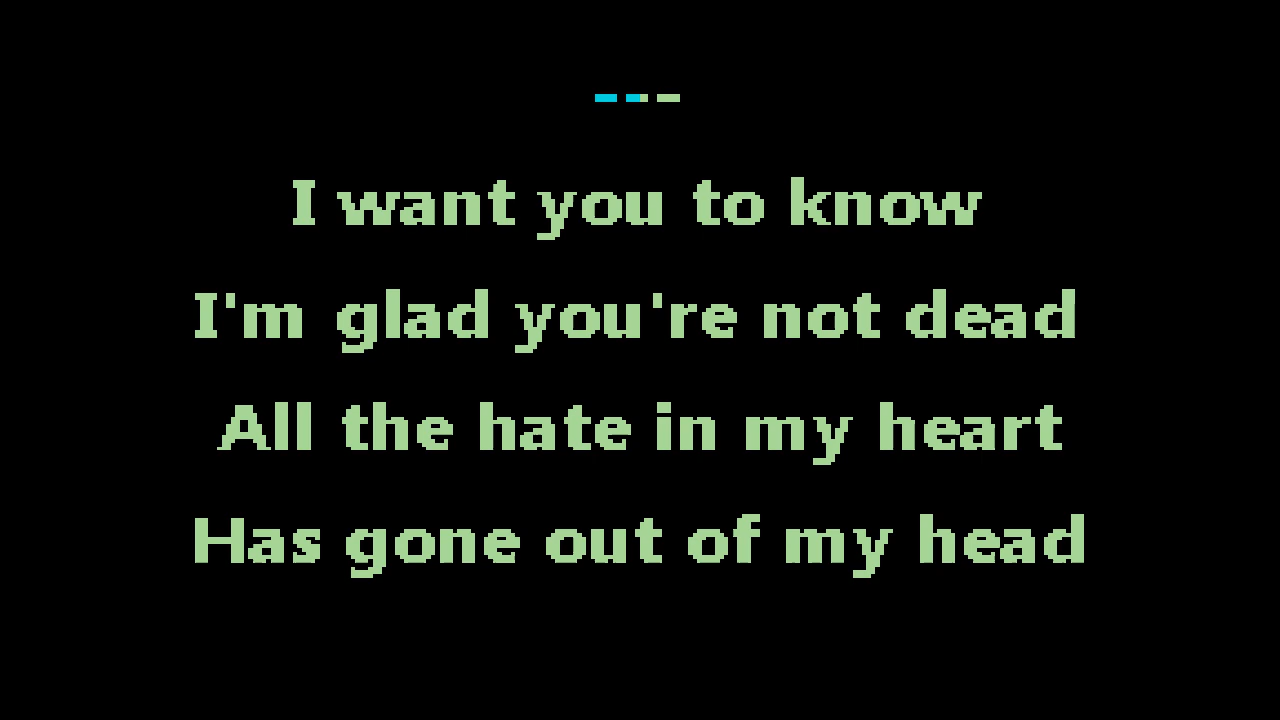 I want you to know
I'm glad you're not dead
All the hate in my heart
Has gone out of my head